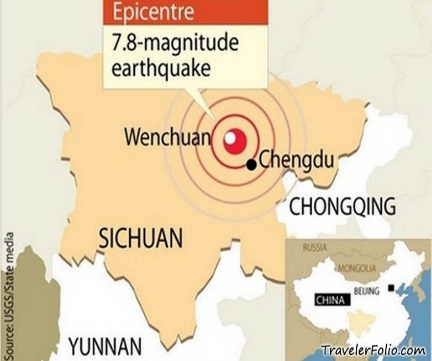 Epicentre
7.8-magnitude
earthquake
Wenchuan
Chengdu
CHONGQING
SICHUAN
YUNNAN
RUSSIA
MONGOLIA
BEIJING
CHINA
TravelerFolio.com
Source: USGS/State media